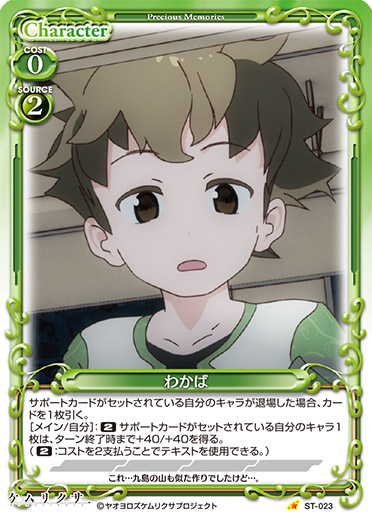 Precious Memories
Character
COST
0
SOURCE
2
わかば
サポートカードがセットされている自分のキャラが退場した場合、カー
ドを1枚引く。
[メイン/自分]:2 サポートカードがセットされている自分のキャラ1
枚は、ターン終了時まで+40/+40を得る。
(2:コストを2支払うことでテキストを使用できる。)
これ…九島の山も似た作りでしたけど…。
ケムリクサ
©ヤオヨロズケムリクサプロジェクト
ST-023